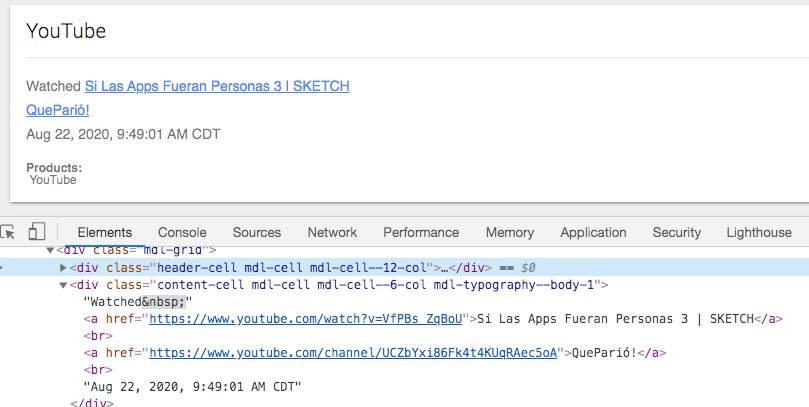 YouTube
Watched Si Las Apps Fueran Personas 3 | SKETCH
QueParió!
Aug 22, 2020, 9:49:01 AM CDT
Products:
YouTube
Elements Console Sources Network Performance Memory Application Security Lighthouse
▼<div class="mdl-grid">
▶<div class="header-cell mdl-cell mdl-cell--12-col">…</div> == $0
▼<div class="content-cell mdl-cell mdl-cell--6-col mdl-typography--body-1">
"Watched&nbsp;"
<a href="https://www.youtube.com/watch?v=VfPBs_ZqBoU">Si Las Apps Fueran Personas 3 | SKETCH</a>
<br>
<a href="https://www.youtube.com/channel/UCZbYxi86Fk4t4KUqRAec5oA">QueParió!</a>
<br>
"Aug 22, 2020, 9:49:01 AM CDT"
</div>